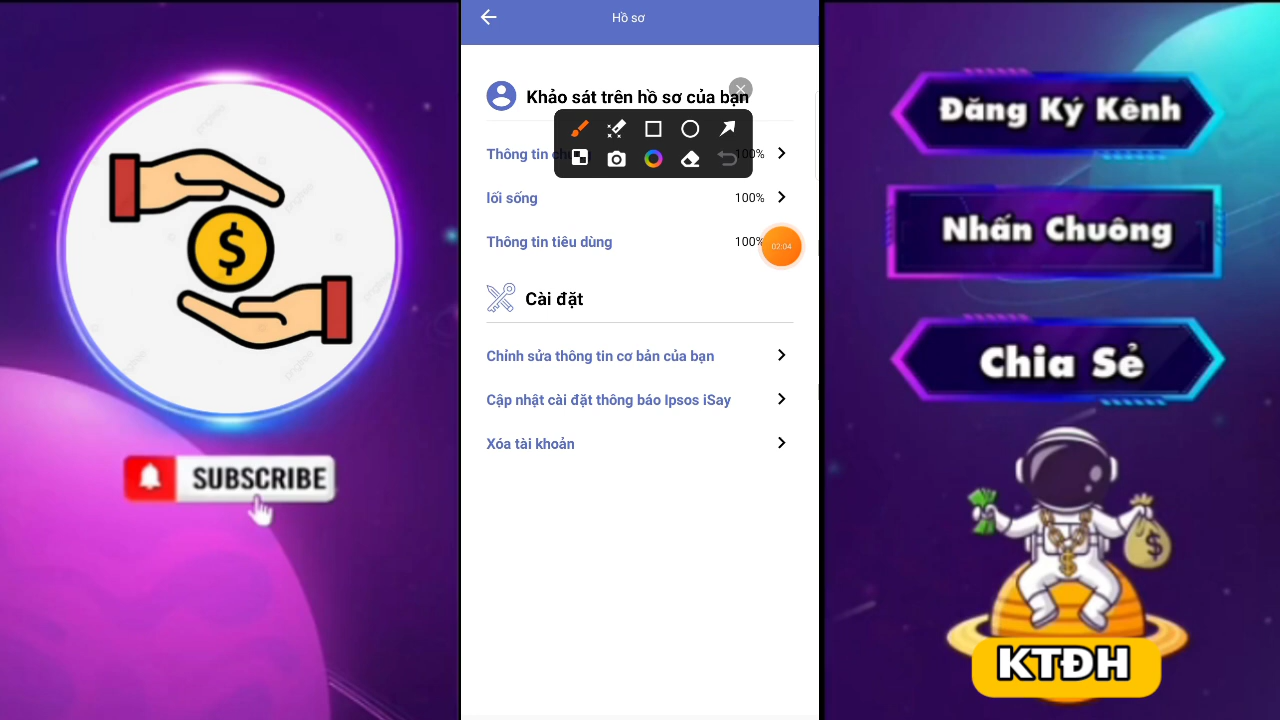 SUBSCRIBE
Hồ sơ
Khảo sát trên hồ sơ của bạn
Thông tin
100%
lối sống
100%
Thông tin tiêu dùng
100%
02:04
Cài đặt
Chỉnh sửa thông tin cơ bản của bạn
Cập nhật cài đặt thông báo Ipsos iSay
Xóa tài khoản
Đăng Ký Kênh
Nhấn Chuông
Chia Sẻ
KTĐH